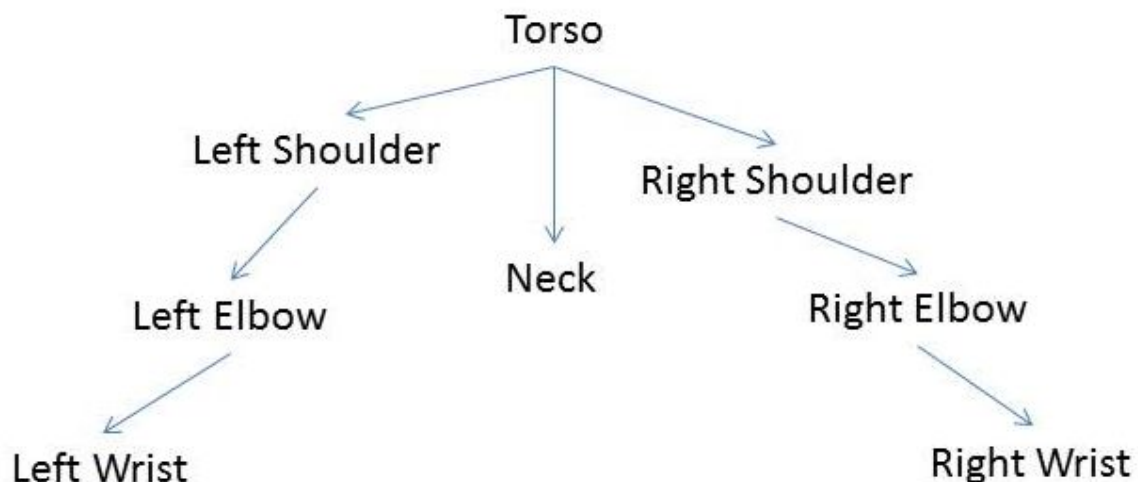 Torso
Left Shoulder
Right Shoulder
Neck
Left Elbow
Right Elbow
Left Wrist
Right Wrist